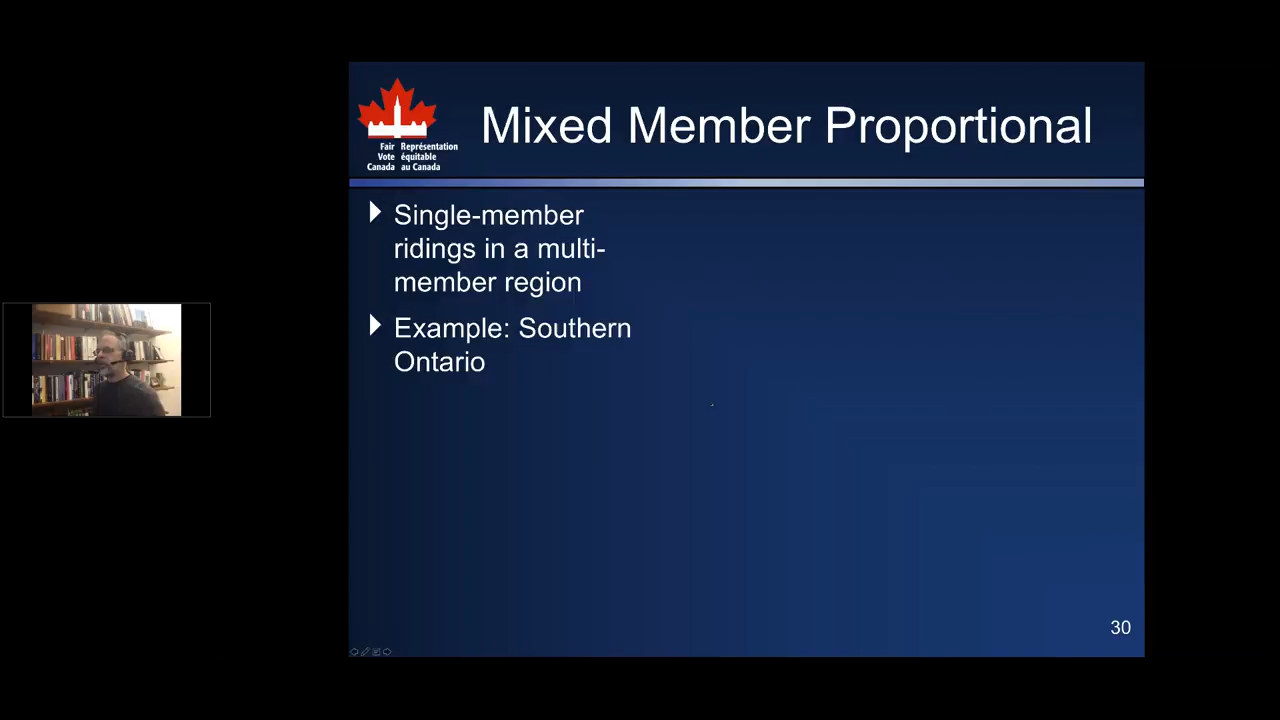 Mixed Member Proportional
Fair Représentation
Vote équitable
Canada au Canada
Single-member
ridings in a multi-
member region
Example: Southern
Ontario
30